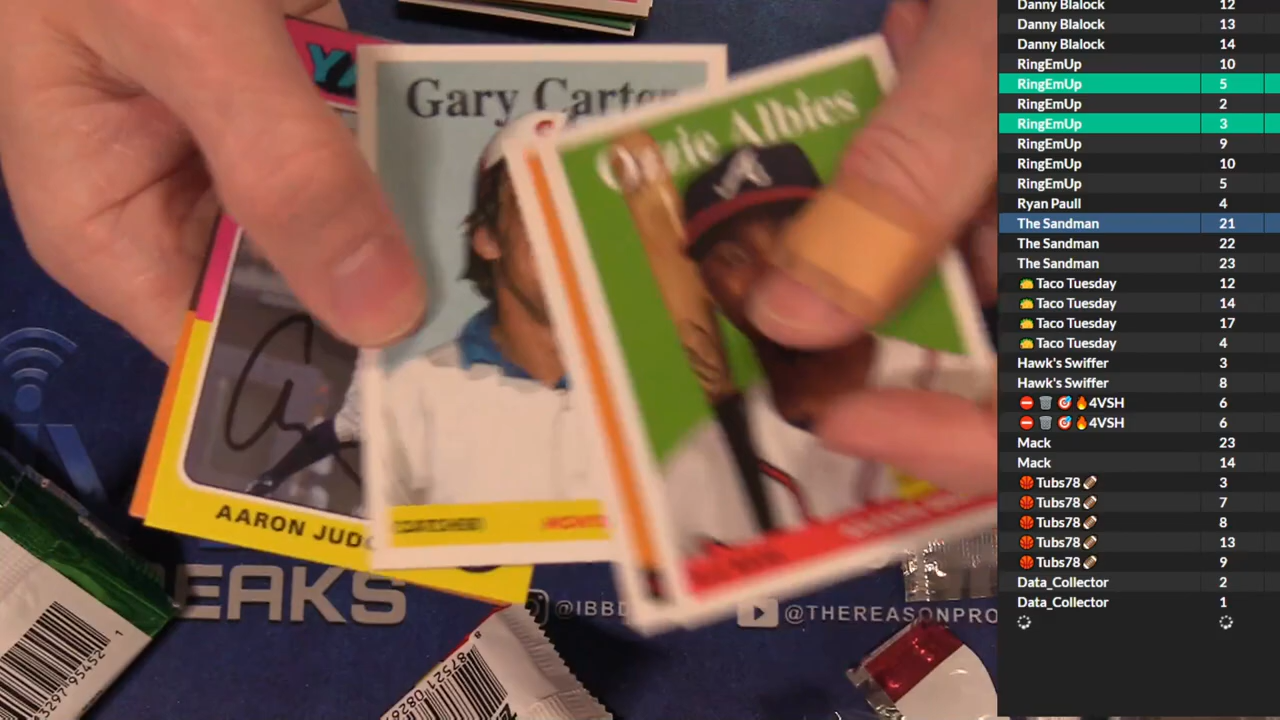 Danny Blalock 12
Danny Blalock 13
Danny Blalock 14
RingEmUp 10
RingEmUp 5
RingEmUp 2
RingEmUp 3
RingEmUp 9
RingEmUp 10
RingEmUp 5
Ryan Paull 4
The Sandman 21
The Sandman 22
The Sandman 23
Taco Tuesday 12
Taco Tuesday 14
Taco Tuesday 17
Taco Tuesday 4
Hawk's Swiffer 3
Hawk's Swiffer 8
4VSH 6
4VSH 6
Mack 23
Mack 14
Tubs78 3
Tubs78 7
Tubs78 8
Tubs78 13
Tubs78 9
Data_Collector 2
Data_Collector 1
Gary Carter
Ozzie Albies
CATCHER
AARON JUD
EAKS
@IBBD
@THEREASONPRO